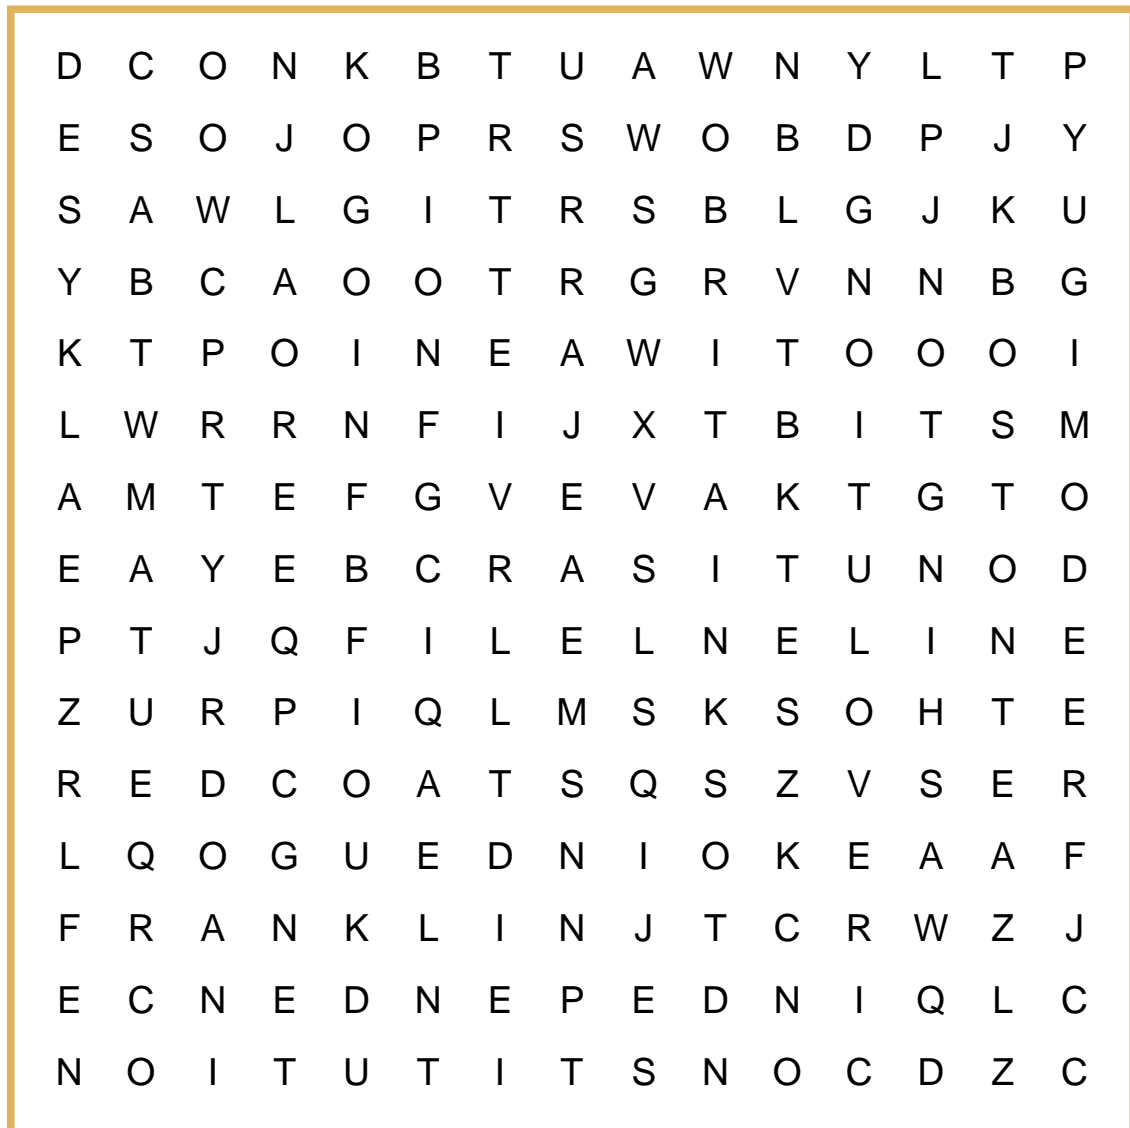 D C O N K B T U A W N Y L T P
E S O J O P R S W O B D P J Y
S A W L G I T R S B L G J K U
Y B C A O O T R G R V N N B G
K T P O I N E A W I T O O O I
L W R R N F I J X T B I T S M
A M T E F G V E V A K T G T O
E A Y E B C R A S I T U N O D
P T J Q F I L E L N E L I N E
Z U R P I Q L M S K S O H T E
R E D C O A T S Q S Z V S E R
L Q O G U E D N I O K E A A F
F R A N K L I N J T C R W Z J
E C N E D N E P E D N I Q L C
N O I T U T I T S N O C D Z C